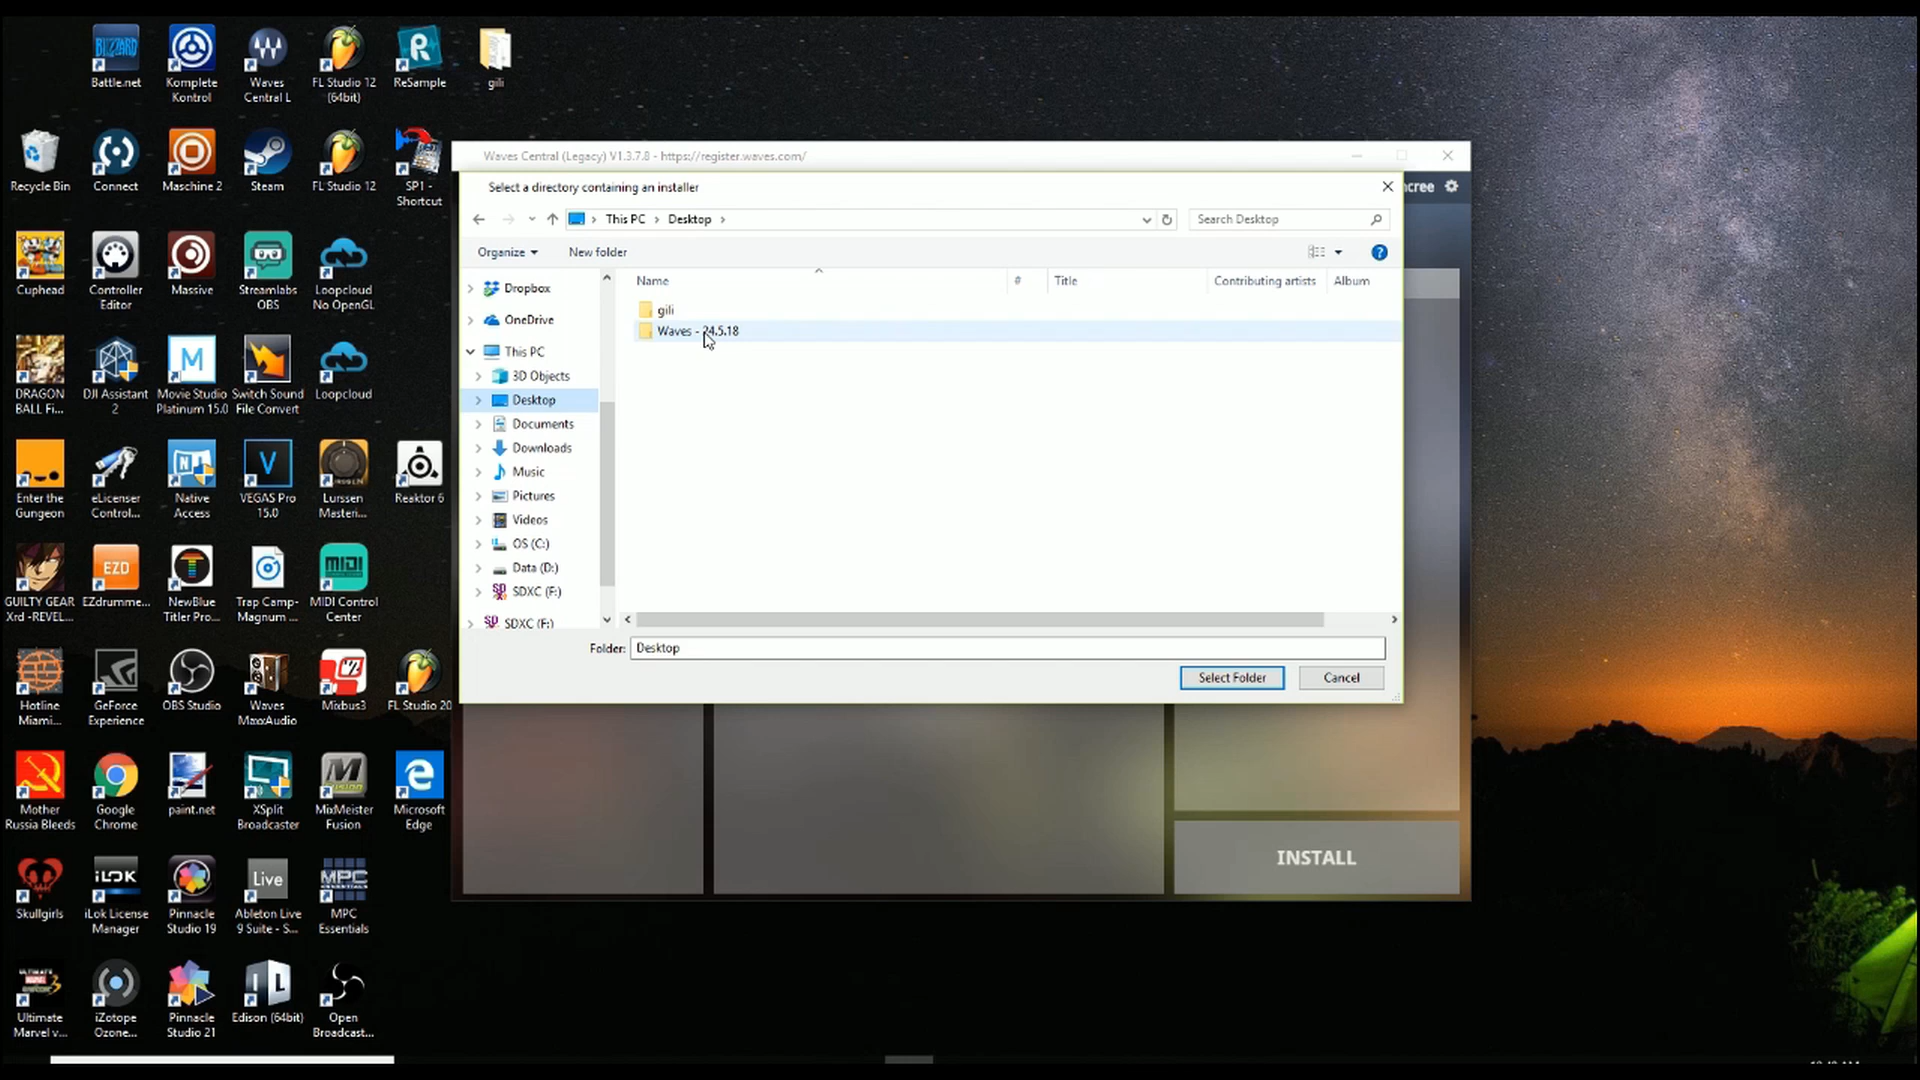 Battle.net
Komplete
Kontrol
Waves
Central L
FL Studio 12
(64bit)
ReSample
gili
Recycle Bin
Connect
Maschine 2
Steam
FL Studio 12
SP1 -
Shortcut
Cuphead
Controller
Editor
Massive
Streamlabs
OBS
Loopcloud
No OpenGL
DRAGON
BALL Fi...
DJI Assistant
2
Movie Studio
Platinum 15.0
Switch Sound
File Convert
Loopcloud
Enter the
Gungeon
eLicenser
Control...
Native
Access
VEGAS Pro
15.0
Lurssen
Masteri...
Reaktor 6
GUILTY GEAR
Xrd -REVEL...
EZD
EZdrumme...
NewBlue
Titler Pro...
Trap Camp-
Magnum ...
MIDI
MIDI Control
Center
Hotline
Miami...
GeForce
Experience
OBS Studio
Waves
MaxxAudio
Mixbus3
FL Studio 20
Mother
Russia Bleeds
Google
Chrome
paint.net
XSplit
Broadcaster
MixMeister
Fusion
Microsoft
Edge
Skullgirls
iLOK
iLok License
Manager
Pinnacle
Studio 19
Live
Ableton Live
9 Suite - S...
MPC
Essentials
Ultimate
Marvel v...
iZotope
Ozone...
Pinnacle
Studio 21
IL
Edison (64bit)
Open
Broadcast...
Waves Central (Legacy) V1.3.7.8 - https://register.waves.com/
Select a directory containing an installer
ncree
This PC > Desktop >
Search Desktop
Organize
New folder
Name
#
Title
Contributing artists
Album
gili
Waves - 24.5.18
Dropbox
OneDrive
This PC
3D Objects
Desktop
Documents
Downloads
Music
Pictures
Videos
OS (C:)
Data (D:)
SDXC (F:)
SDXC (F:)
Folder: Desktop
Select Folder
Cancel
INSTALL